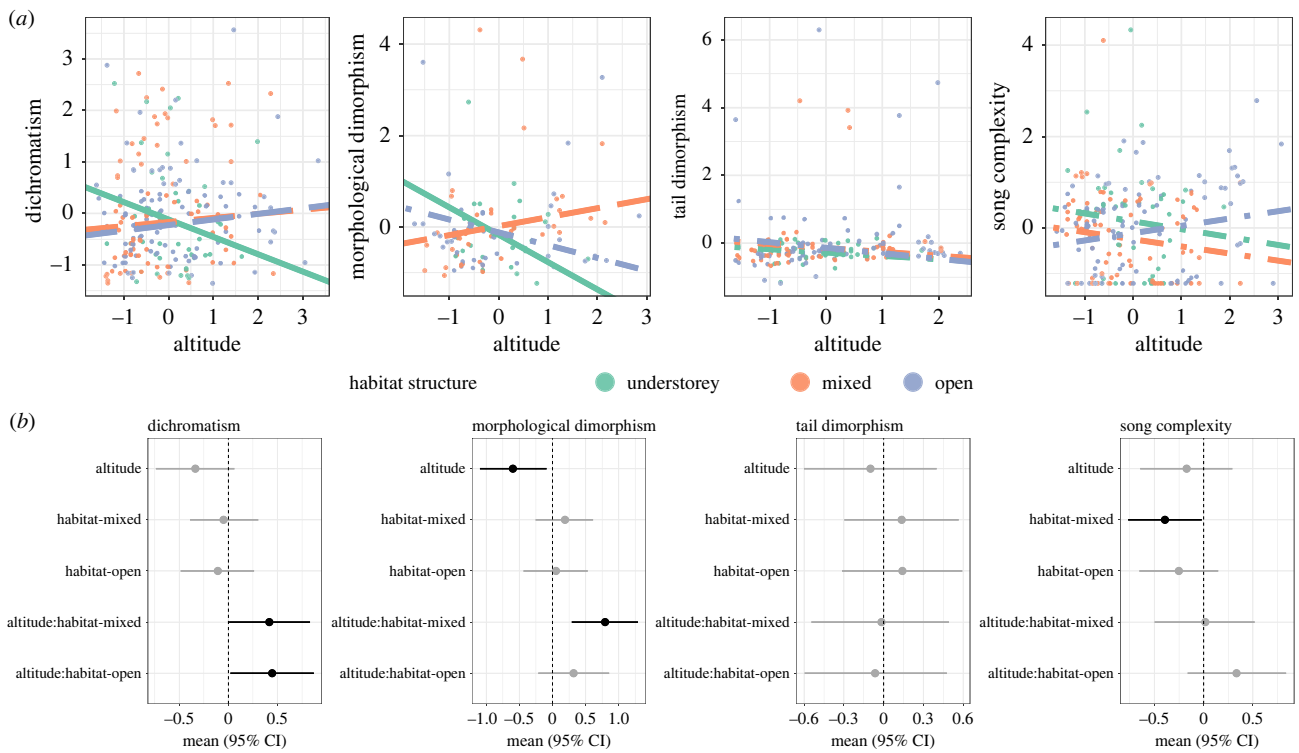 (a)
dichromatism
3
2
1
0
−1
−1 0 1 2 3
altitude
morphological dimorphism
4
2
0
−1 0 1 2 3
altitude
tail dimorphism
6
4
2
0
−1 0 1 2
altitude
song complexity
4
2
0
−1 0 1 2 3
altitude
habitat structure understorey mixed open
(b)
dichromatism
altitude
habitat-mixed
habitat-open
altitude:habitat-mixed
altitude:habitat-open
−0.5 0 0.5
mean (95% CI)
morphological dimorphism
altitude
habitat-mixed
habitat-open
altitude:habitat-mixed
altitude:habitat-open
−1.0 −0.5 0 0.5 1.0
mean (95% CI)
tail dimorphism
altitude
habitat-mixed
habitat-open
altitude:habitat-mixed
altitude:habitat-open
−0.6 −0.3 0 0.3 0.6
mean (95% CI)
song complexity
altitude
habitat-mixed
habitat-open
altitude:habitat-mixed
altitude:habitat-open
−0.5 0 0.5
mean (95% CI)